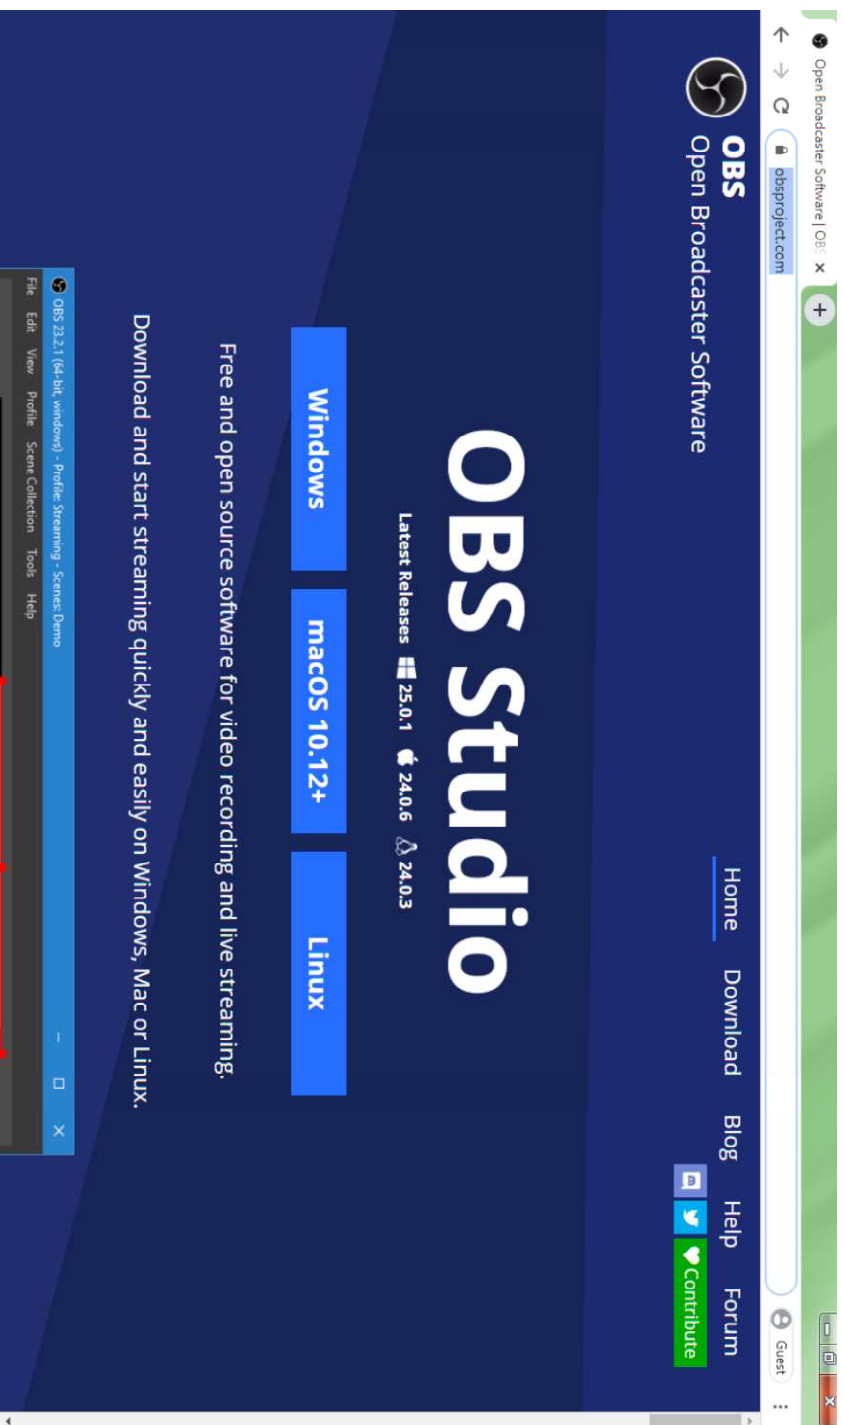 Open Broadcaster Software | OBS
obsproject.com
Guest
OBS
Open Broadcaster Software
Home Download Blog Help Forum
Contribute
OBS Studio
Latest Releases 25.0.1 24.0.6 24.0.3
Windows macOS 10.12+ Linux
Free and open source software for video recording and live streaming.
Download and start streaming quickly and easily on Windows, Mac or Linux.
OBS 23.2.1 (64-bit, windows) - Profile: Streaming - Scenes: Demo
File Edit View Profile Scene Collection Tools Help